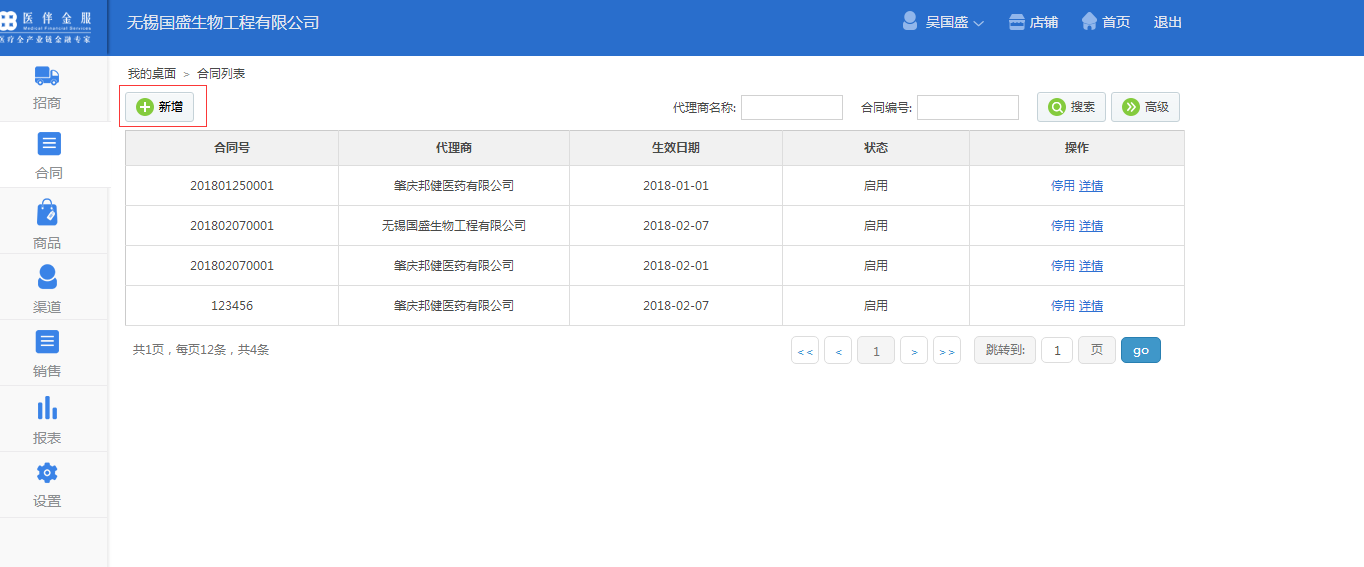 医伴金服
Medical Financial Services
医疗全产业链金融专家
无锡国盛生物工程有限公司
吴国盛 店铺 首页 退出
招商
合同
商品
渠道
销售
报表
设置
我的桌面 > 合同列表
新增 代理商名称: 合同编号: 搜索 高级
合同号 代理商 生效日期 状态 操作
201801250001 肇庆邦健医药有限公司 2018-01-01 启用 停用 详情
201802070001 无锡国盛生物工程有限公司 2018-02-07 启用 停用 详情
201802070001 肇庆邦健医药有限公司 2018-02-01 启用 停用 详情
123456 肇庆邦健医药有限公司 2018-02-07 启用 停用 详情
共1页，每页12条，共4条 << < 1 > >> 跳转到: 1 页 go